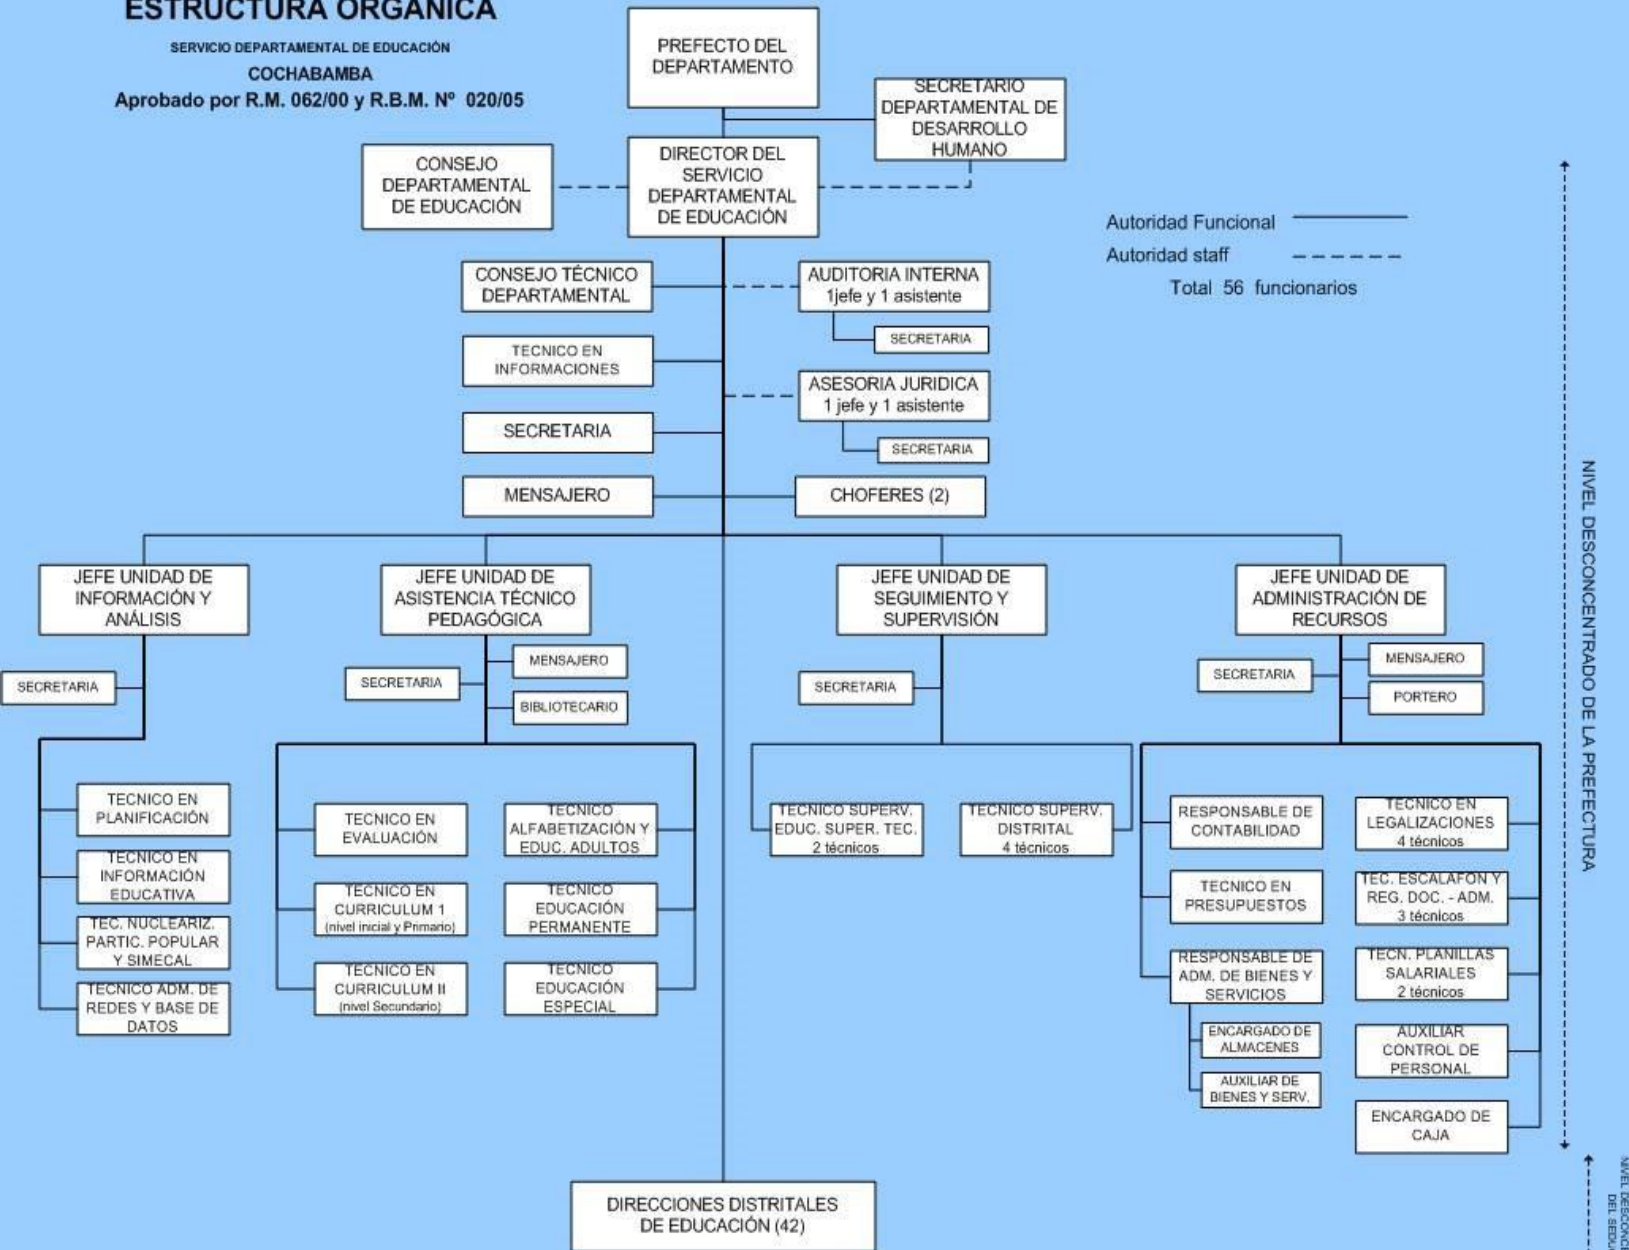 ESTRUCTURA ORGÁNICA
SERVICIO DEPARTAMENTAL DE EDUCACIÓN
COCHABAMBA
Aprobado por R.M. 062/00 y R.B.M. Nº 020/05
PREFECTO DEL
DEPARTAMENTO
SECRETARIO
DEPARTAMENTAL DE
DESARROLLO
HUMANO
CONSEJO
DEPARTAMENTAL
DE EDUCACIÓN
DIRECTOR DEL
SERVICIO
DEPARTAMENTAL
DE EDUCACIÓN
Autoridad Funcional
Autoridad staff
Total 56 funcionarios
CONSEJO TÉCNICO
DEPARTAMENTAL
AUDITORIA INTERNA
1jefe y 1 asistente
SECRETARIA
TECNICO EN
INFORMACIONES
ASESORIA JURIDICA
1 jefe y 1 asistente
SECRETARIA
SECRETARIA
MENSAJERO
CHOFERES (2)
JEFE UNIDAD DE
INFORMACIÓN Y
ANÁLISIS
SECRETARIA
TECNICO EN
PLANIFICACIÓN
TECNICO EN
INFORMACIÓN
EDUCATIVA
TEC. NUCLEARIZ.
PARTIC. POPULAR
Y SIMECAL
TECNICO ADM. DE
REDES Y BASE DE
DATOS
JEFE UNIDAD DE
ASISTENCIA TÉCNICO
PEDAGÓGICA
MENSAJERO
SECRETARIA
BIBLIOTECARIO
TECNICO EN
EVALUACIÓN
TECNICO
ALFABETIZACIÓN Y
EDUC. ADULTOS
TECNICO EN
CURRICULUM 1
(nivel inicial y Primario)
TECNICO
EDUCACIÓN
PERMANENTE
TECNICO EN
CURRICULUM II
(nivel Secundario)
TECNICO
EDUCACIÓN
ESPECIAL
JEFE UNIDAD DE
SEGUIMIENTO Y
SUPERVISIÓN
SECRETARIA
TECNICO SUPERV.
EDUC. SUPER. TEC.
2 técnicos
TECNICO SUPERV.
DISTRITAL
4 técnicos
JEFE UNIDAD DE
ADMINISTRACIÓN DE
RECURSOS
MENSAJERO
SECRETARIA
PORTERO
RESPONSABLE DE
CONTABILIDAD
TECNICO EN
LEGALIZACIONES
4 técnicos
TECNICO EN
PRESUPUESTOS
TEC. ESCALAFON Y
REG. DOC. - ADM.
3 técnicos
RESPONSABLE DE
ADM. DE BIENES Y
SERVICIOS
TECN. PLANILLAS
SALARIALES
2 técnicos
ENCARGADO DE
ALMACENES
AUXILIAR
CONTROL DE
PERSONAL
AUXILIAR DE
BIENES Y SERV.
ENCARGADO DE
CAJA
NIVEL DESCONCENTRADO DE LA PREFECTURA
DIRECCIONES DISTRITALES
DE EDUCACIÓN (42)
NIVEL
DEL